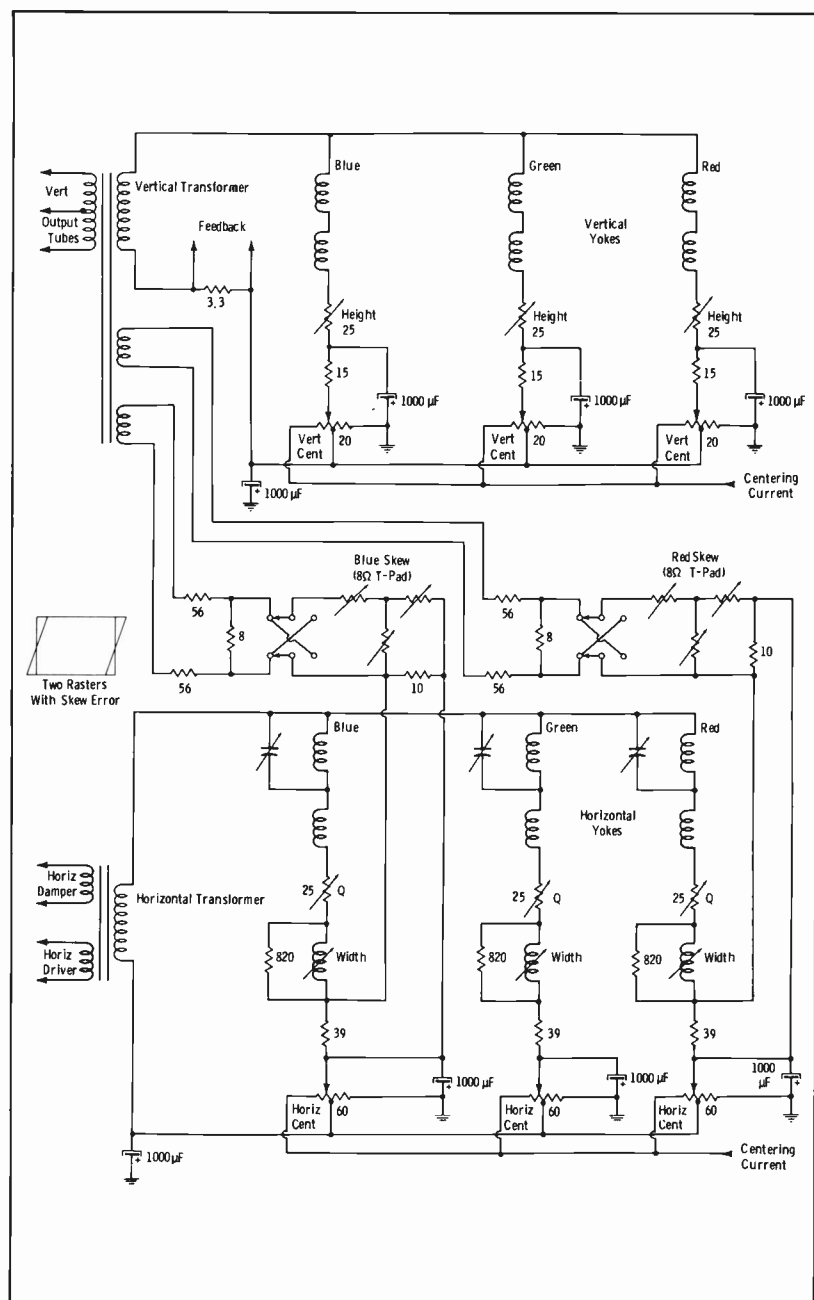 Blue
Green
Red
Vert
Output
Tubes
Vertical Transformer
Feedback
Vertical
Yokes
3.3
Height
25
Height
25
Height
25
15
15
15
1000 µF
+
1000 µF
+
1000 µF
+
Vert
Cent
20
Vert
Cent
20
Vert
Cent
20
1000 µF
+
Centering
Current
Blue Skew
(8Ω T-Pad)
Red Skew
(8Ω T-Pad)
56
8
56
10
56
8
56
10
Two Rasters
With Skew Error
Blue
Green
Red
Horizontal
Yokes
Horiz
Damper
Horiz
Driver
Horizontal Transformer
25
Q
25
Q
25
Q
820
Width
820
Width
820
Width
39
39
39
1000 µF
+
1000 µF
+
1000
µF
+
Horiz
Cent
60
Horiz
Cent
60
Horiz
Cent
60
1000 µF
+
Centering
Current